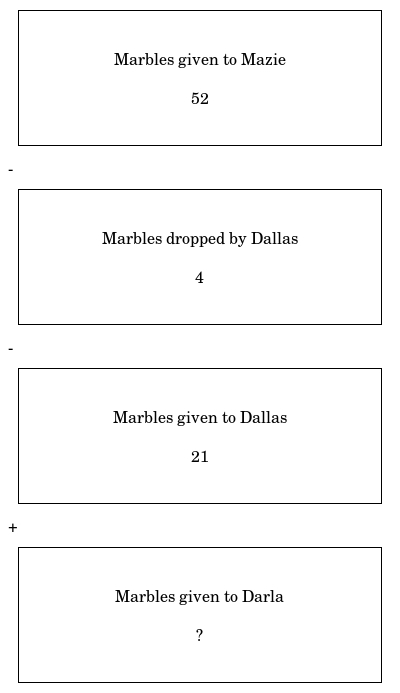 Marbles given to Mazie
52
-
Marbles dropped by Dallas
4
-
Marbles given to Dallas
21
+
Marbles given to Darla
?